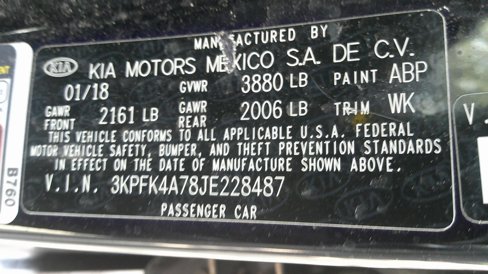 MANUFACTURED BY
KIA KIA MOTORS MEXICO S.A. DE C.V.
01/18 GVWR 3880 LB PAINT ABP
GAWR FRONT 2161 LB GAWR REAR 2006 LB TRIM WK
THIS VEHICLE CONFORMS TO ALL APPLICABLE U.S.A. FEDERAL
MOTOR VEHICLE SAFETY, BUMPER, AND THEFT PREVENTION STANDARDS
IN EFFECT ON THE DATE OF MANUFACTURE SHOWN ABOVE.
V.I.N. 3KPFK4A78JE228487
PASSENGER CAR
B760
V.